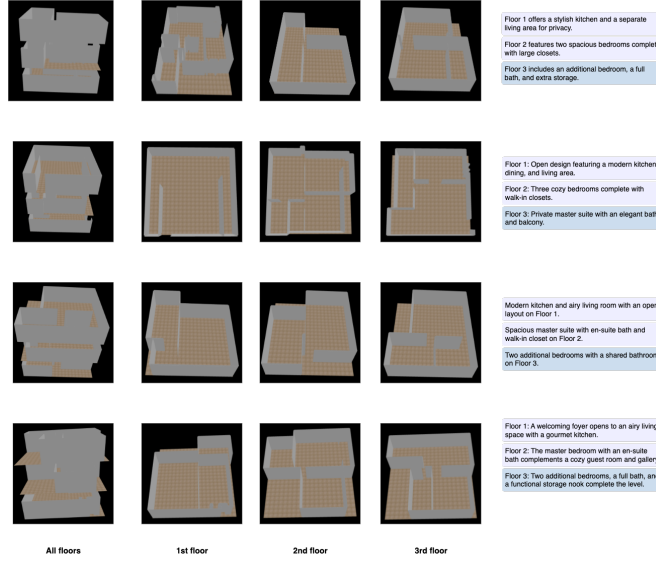 Floor 1 offers a stylish kitchen and a separate
living area for privacy.
Floor 2 features two spacious bedrooms complet
with large closets.
Floor 3 includes an additional bedroom, a full
bath, and extra storage.
Floor 1: Open design featuring a modern kitchen
dining, and living area.
Floor 2: Three cozy bedrooms complete with
walk-in closets.
Floor 3: Private master suite with an elegant bath
and balcony.
Modern kitchen and airy living room with an open
layout on Floor 1.
Spacious master suite with en-suite bath and
walk-in closet on Floor 2.
Two additional bedrooms with a shared bathroom
on Floor 3.
Floor 1: A welcoming foyer opens to an airy living
space with a gourmet kitchen.
Floor 2: The master bedroom with an en-suite
bath complements a cozy guest room and gallery
Floor 3: Two additional bedrooms, a full bath, and
a functional storage nook complete the level.
All floors 1st floor 2nd floor 3rd floor